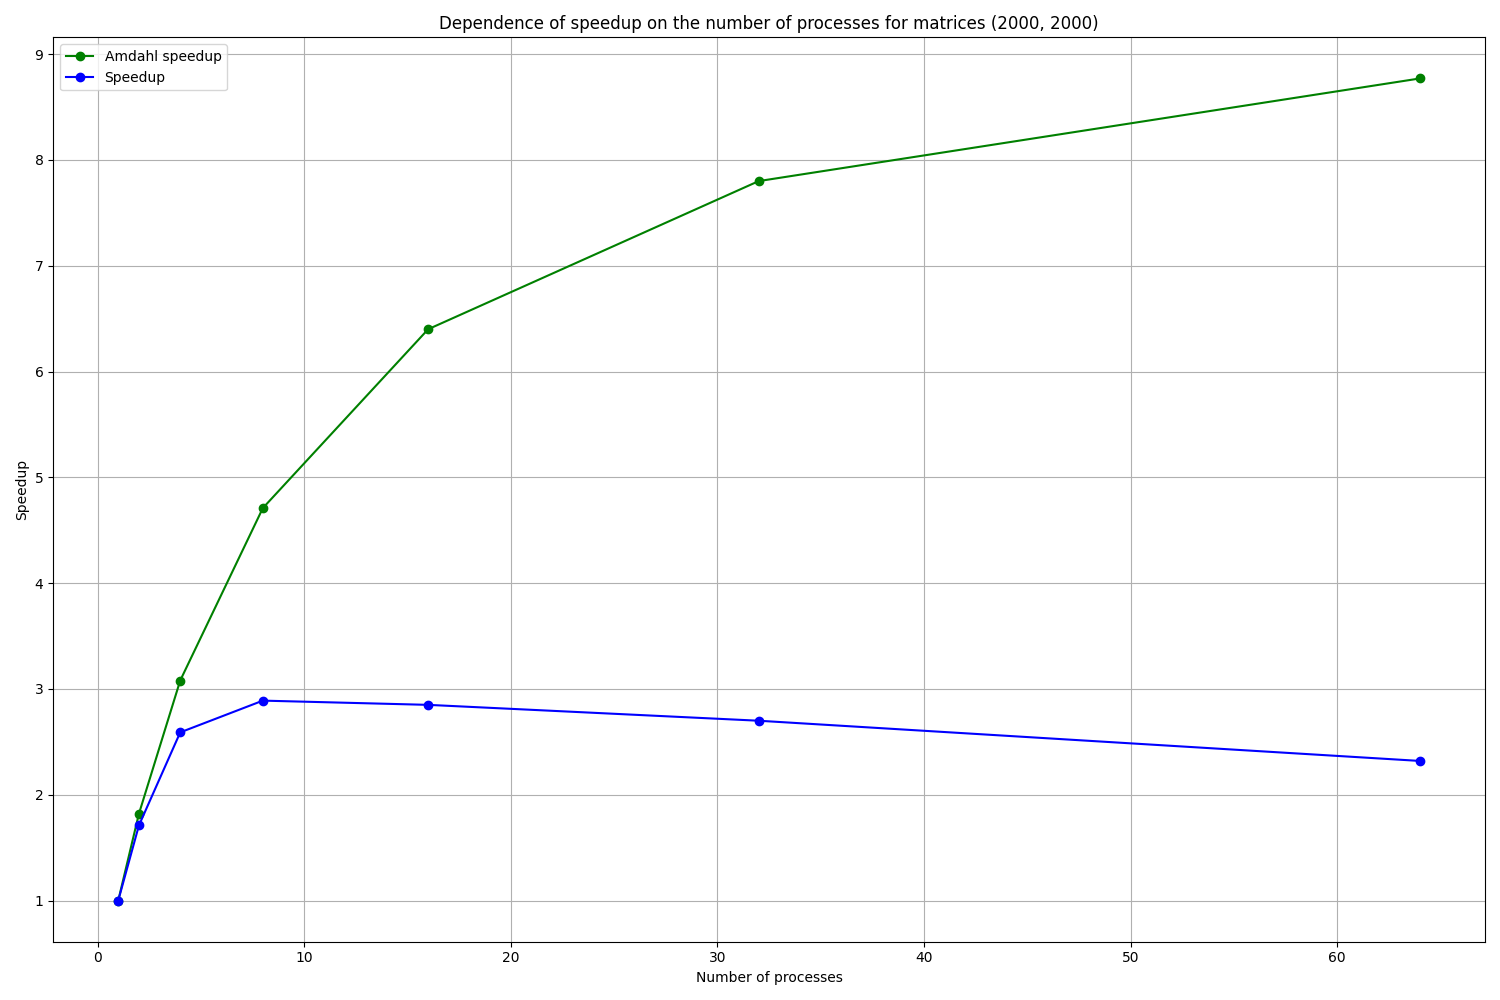 Dependence of speedup on the number of processes for matrices (2000, 2000)
Amdahl speedup
Speedup
9
8
7
6
5
4
3
2
1
Speedup
0 10 20 30 40 50 60
Number of processes